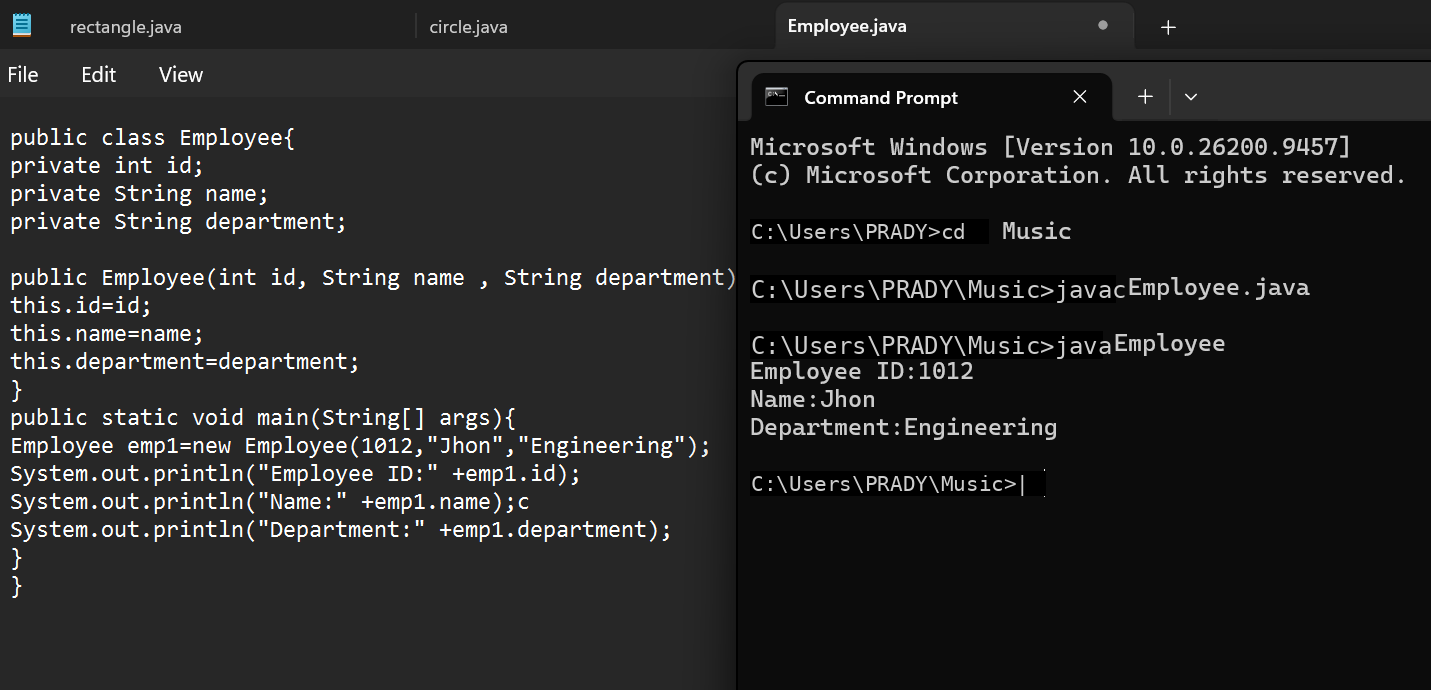 rectangle.java
circle.java
Employee.java
File Edit View
public class Employee{
private int id;
private String name;
private String department;
public Employee(int id, String name , String department)
this.id=id;
this.name=name;
this.department=department;
}
public static void main(String[] args){
Employee emp1=new Employee(1012,"Jhon","Engineering");
System.out.println("Employee ID:" +emp1.id);
System.out.println("Name:" +emp1.name);c
System.out.println("Department:" +emp1.department);
}
}
Command Prompt
Microsoft Windows [Version 10.0.26200.9457]
(c) Microsoft Corporation. All rights reserved.
C:\Users\PRADY>cd Music
C:\Users\PRADY\Music>javac Employee.java
C:\Users\PRADY\Music>java Employee
Employee ID:1012
Name:Jhon
Department:Engineering
C:\Users\PRADY\Music>|